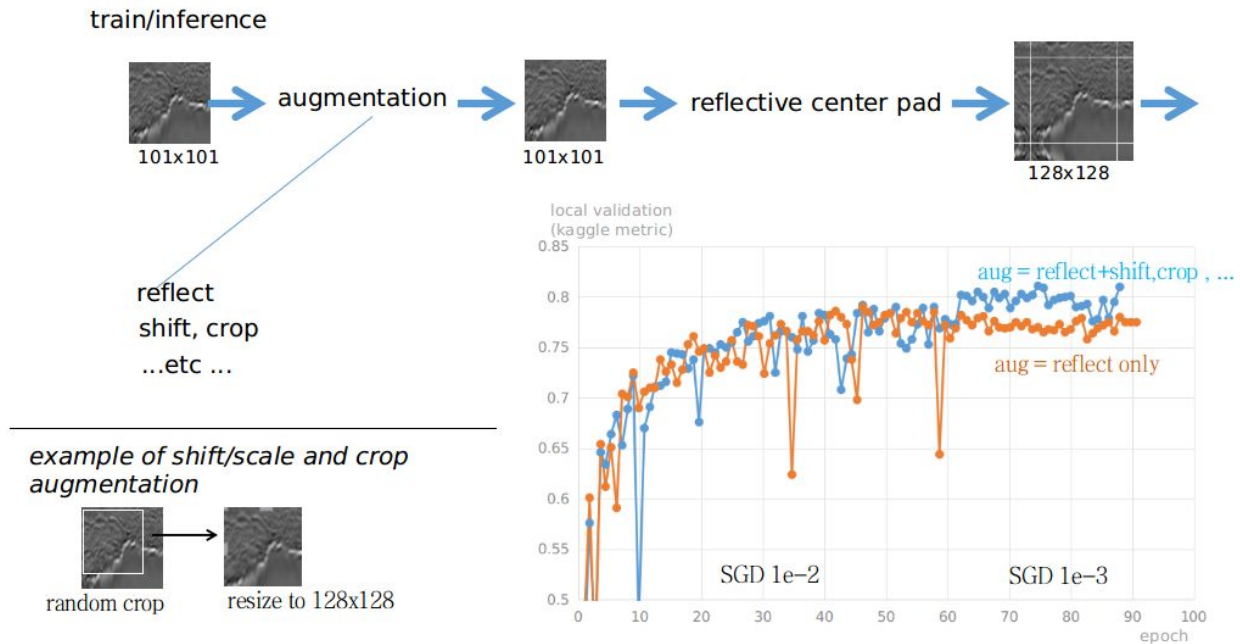 train/inference
augmentation
reflective center pad
101x101
101x101
128x128
reflect
shift, crop
...etc ...
example of shift/scale and crop
augmentation
random crop
resize to 128x128
local validation
(kaggle metric)
0.85
0.8
0.75
0.7
0.65
0.6
0.55
0.5
aug = reflect+shift,crop , ...
aug = reflect only
SGD 1e-2
SGD 1e-3
0 10 20 30 40 50 60 70 80 90 100
epoch